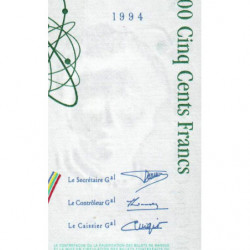 1994
00 Cinq Cents Francs
Le Secrétaire Gal
Le Contrôleur Gal
Le Caissier Gal